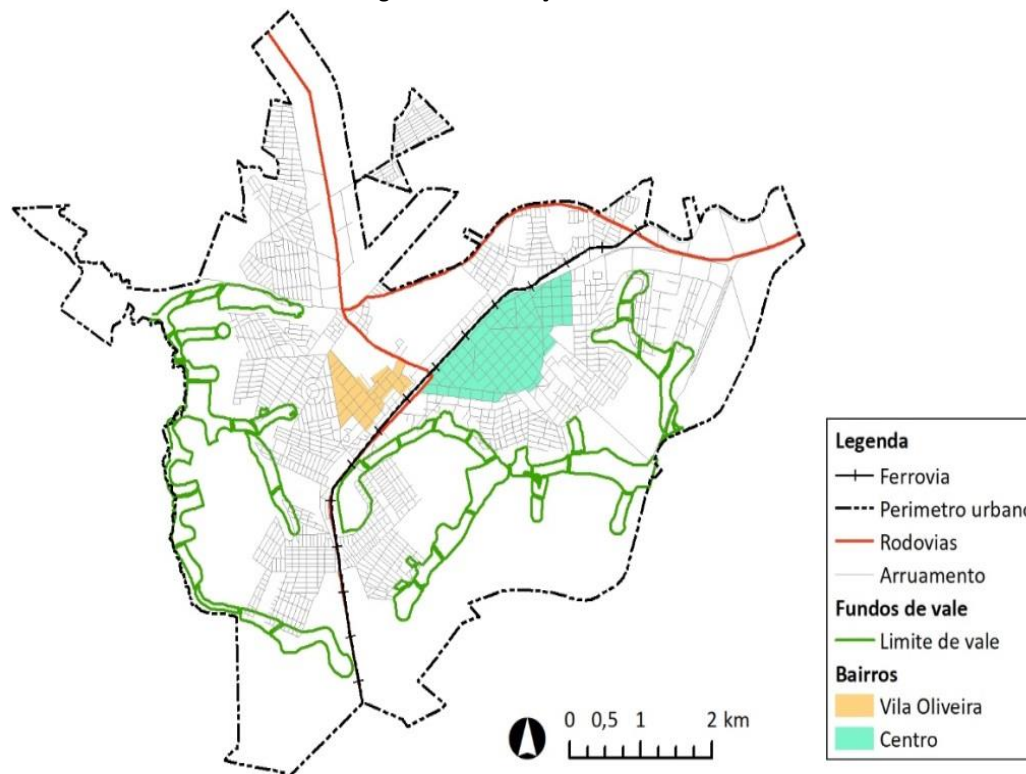 Legenda
Ferrovia
Perimetro urbano
Rodovias
Arruamento
Fundos de vale
Limite de vale
Bairros
Vila Oliveira
Centro
0 0,5 1 2 km